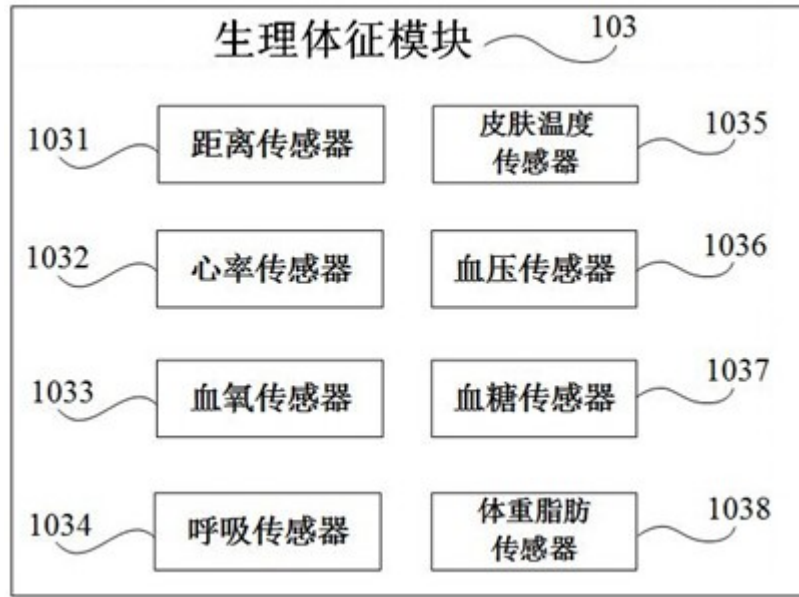 生理体征模块 103
1031 距离传感器
皮肤温度
传感器 1035
1032 心率传感器
血压传感器 1036
1033 血氧传感器
血糖传感器 1037
1034 呼吸传感器
体重脂肪
传感器 1038